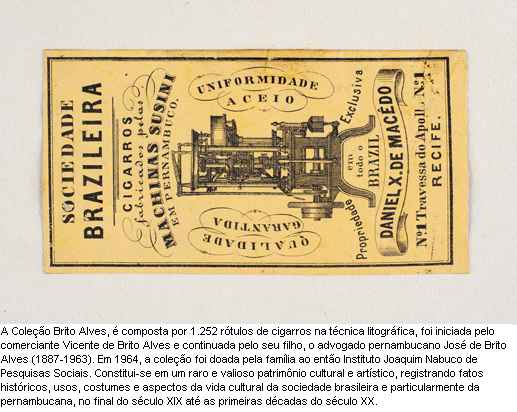 SOCIEDADE
BRAZILEIRA
CIGARROS
fabricados pelas
MACHINAS SUSINI
EM PERNAMBUCO.
UNIFORMIDADE
ACEIO
QUALIDADE
GARANTIDA
Propriedade Exclusiva
em
todo o
BRAZIL
DANIEL X. DE MACÊDO
Nº1 Travessa do Apollo Nº1
RECIFE.
A Coleção Brito Alves, é composta por 1.252 rótulos de cigarros na técnica litográfica, foi iniciada pelo
comerciante Vicente de Brito Alves e continuada pelo seu filho, o advogado pernambucano José de Brito
Alves (1887-1963). Em 1964, a coleção foi doada pela família ao então Instituto Joaquim Nabuco de
Pesquisas Sociais. Constitui-se em um raro e valioso patrimônio cultural e artístico, registrando fatos
históricos, usos, costumes e aspectos da vida cultural da sociedade brasileira e particularmente da
pernambucana, no final do século XIX até as primeiras décadas do século XX.